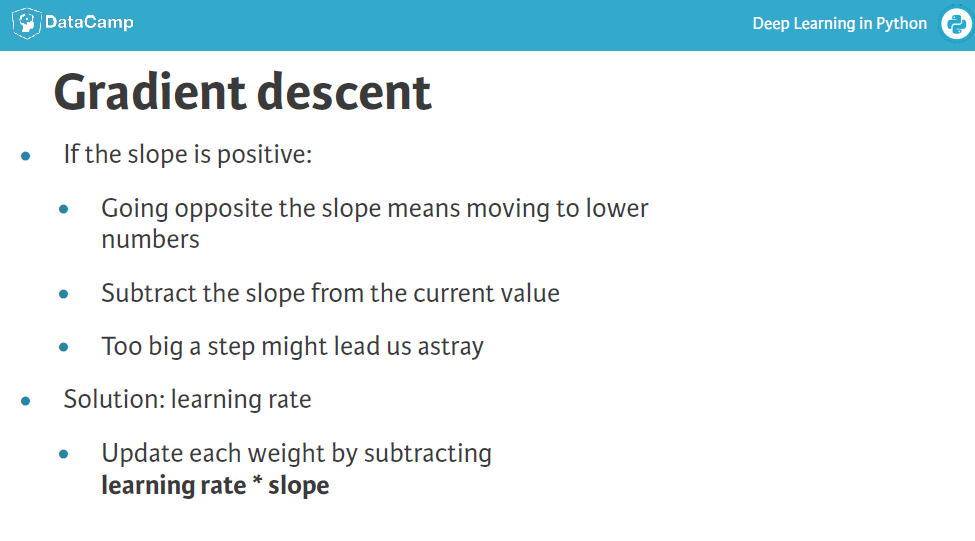 DataCamp
Deep Learning in Python
Gradient descent
If the slope is positive:
Going opposite the slope means moving to lower
numbers
Subtract the slope from the current value
Too big a step might lead us astray
Solution: learning rate
Update each weight by subtracting
learning rate * slope